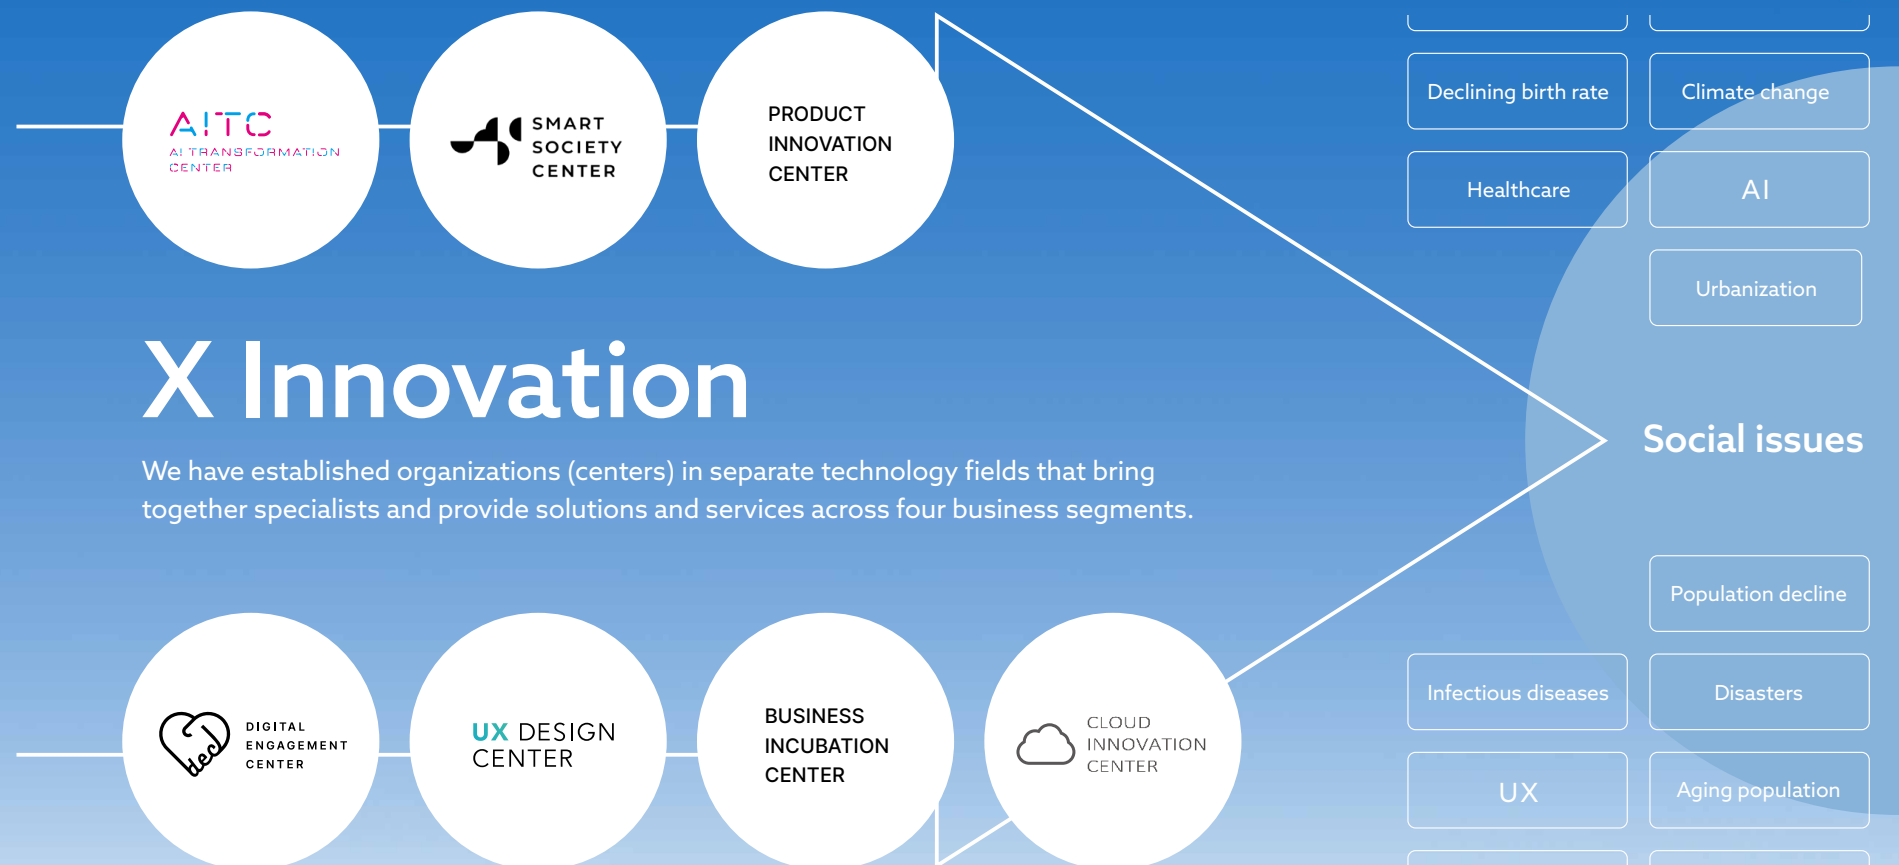 AITC
AI TRANSFORMATION
CENTER
SMART
SOCIETY
CENTER
PRODUCT
INNOVATION
CENTER
Declining birth rate
Climate change
Healthcare
AI
Urbanization
X Innovation
We have established organizations (centers) in separate technology fields that bring
together specialists and provide solutions and services across four business segments.
Social issues
Population decline
Infectious diseases
Disasters
UX
Aging population
dec
DIGITAL
ENGAGEMENT
CENTER
UX DESIGN
CENTER
BUSINESS
INCUBATION
CENTER
CLOUD
INNOVATION
CENTER